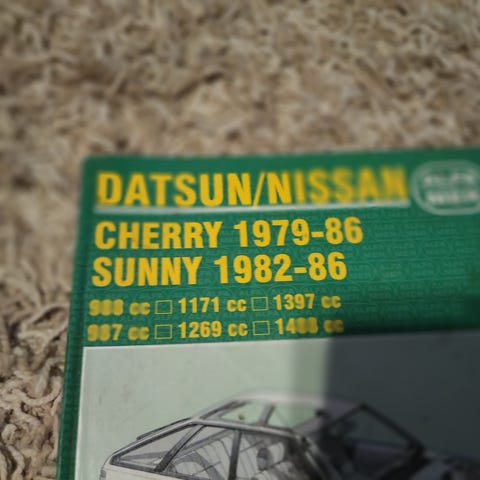 DATSUN/NISSAN
CHERRY 1979-86
SUNNY 1982-86
988 cc □ 1171 cc □ 1397 cc
987 cc □ 1269 cc □ 1488 cc